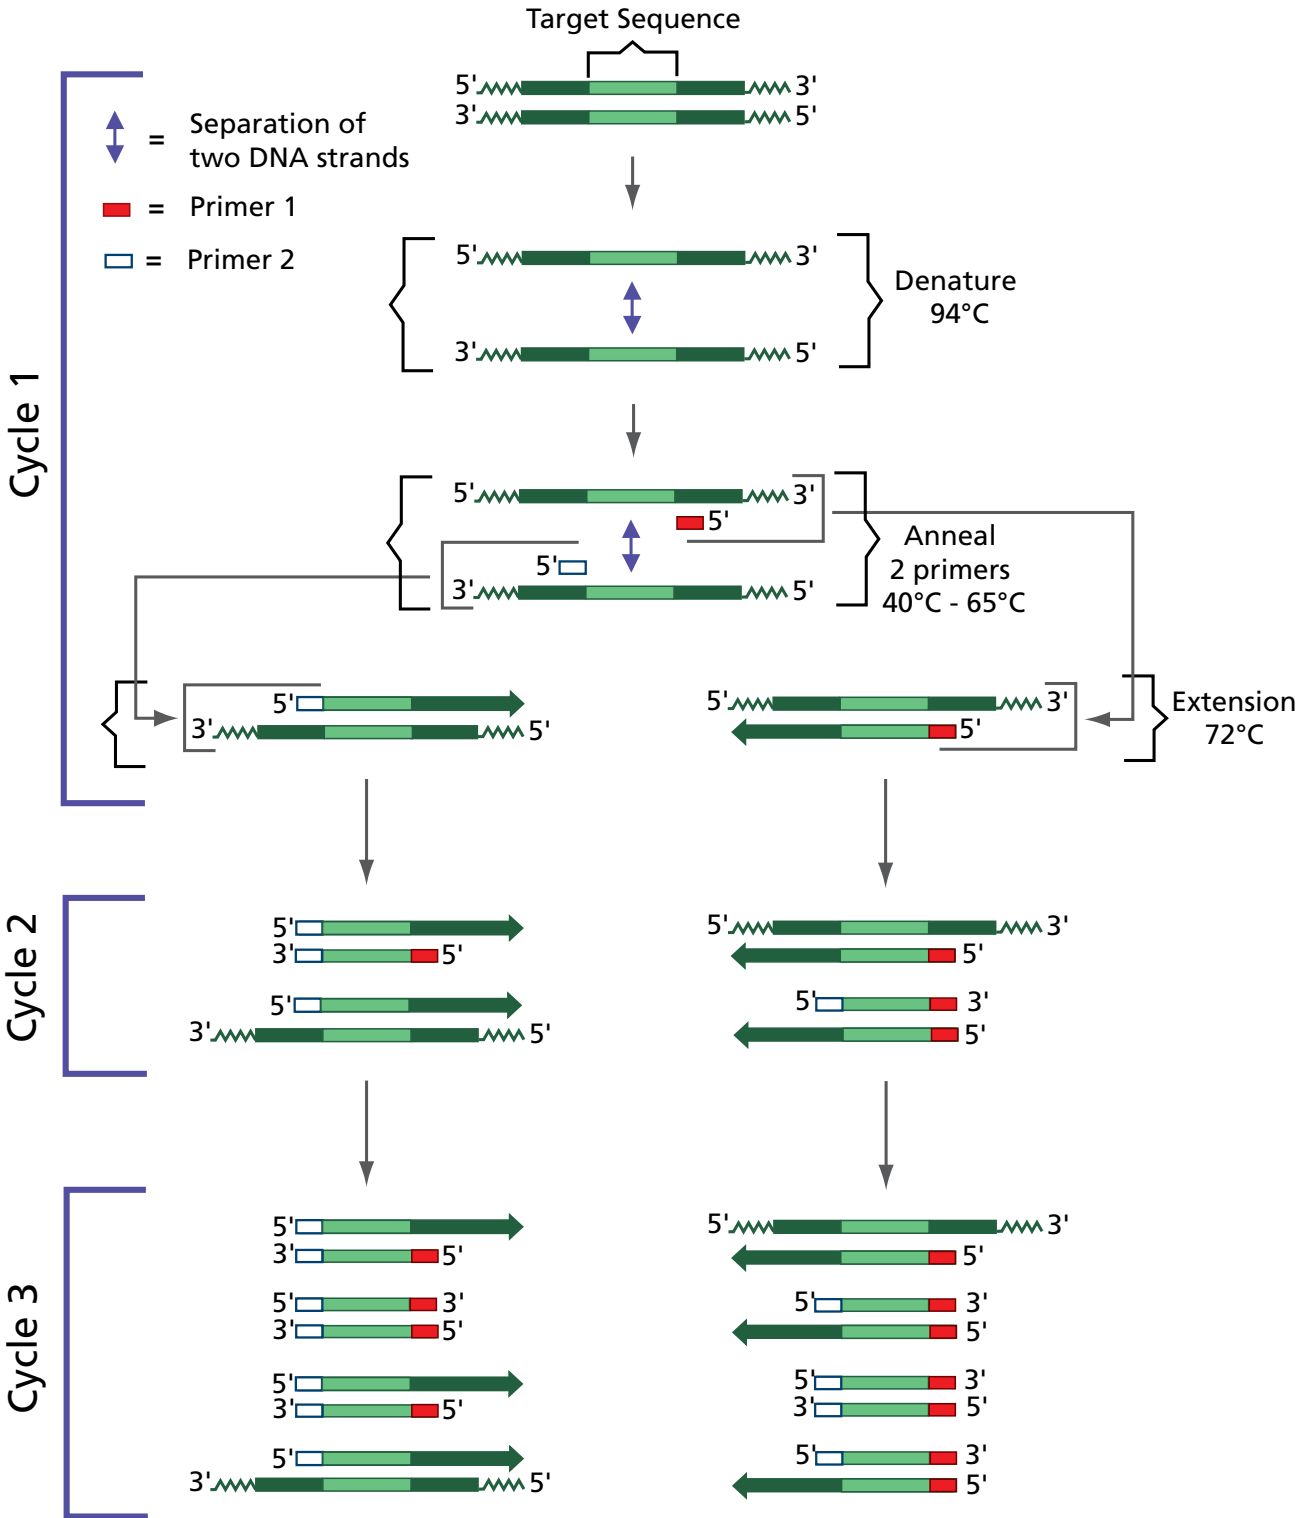 Target Sequence
5' 3'
3' 5'
= Separation of
two DNA strands
= Primer 1
= Primer 2
Cycle 1
5' 3'
3' 5'
Denature
94°C
5' 3'
5'
5'
3' 5'
Anneal
2 primers
40°C - 65°C
5'
3' 5'
5' 3'
5'
Extension
72°C
Cycle 2
5'
3' 5'
5'
3' 5'
5' 3'
5'
5' 3'
5'
Cycle 3
5'
3' 5'
5' 3'
3' 5'
5'
3' 5'
5'
3' 5'
5' 3'
5'
5' 3'
5'
5' 3'
3' 5'
5' 3'
5'